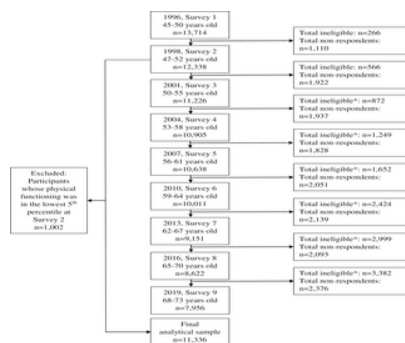 1996, Survey 1
45-50 years old
n=13,714
Total ineligible: n=266
Total non-respondents:
n=1,110
1998, Survey 2
47-52 years old
n=12,338
Total ineligible: n=566
Total non-respondents:
n=1,922
2001, Survey 3
50-55 years old
n=11,226
Total ineligible*: n=872
Total non-respondents:
n=1,937
2004, Survey 4
53-58 years old
n=10,905
Total ineligible*: n=1,249
Total non-respondents:
n=1,828
2007, Survey 5
56-61 years old
n=10,638
Total ineligible*: n=1,652
Total non-respondents:
n=2,051
Excluded:
Participants
whose physical
functioning was
in the lowest 5th
percentile at
Survey 2
n=1,002
2010, Survey 6
59-64 years old
n=10,011
Total ineligible*: n=2,424
Total non-respondents:
n=2,139
2013, Survey 7
62-67 years old
n=9,151
Total ineligible*: n=2,999
Total non-respondents:
n=2,093
2016, Survey 8
65-70 years old
n=8,622
Total ineligible*: n=3,382
Total non-respondents:
n=2,376
2019, Survey 9
68-73 years old
n=7,956
Final
analytical sample
n=11,336